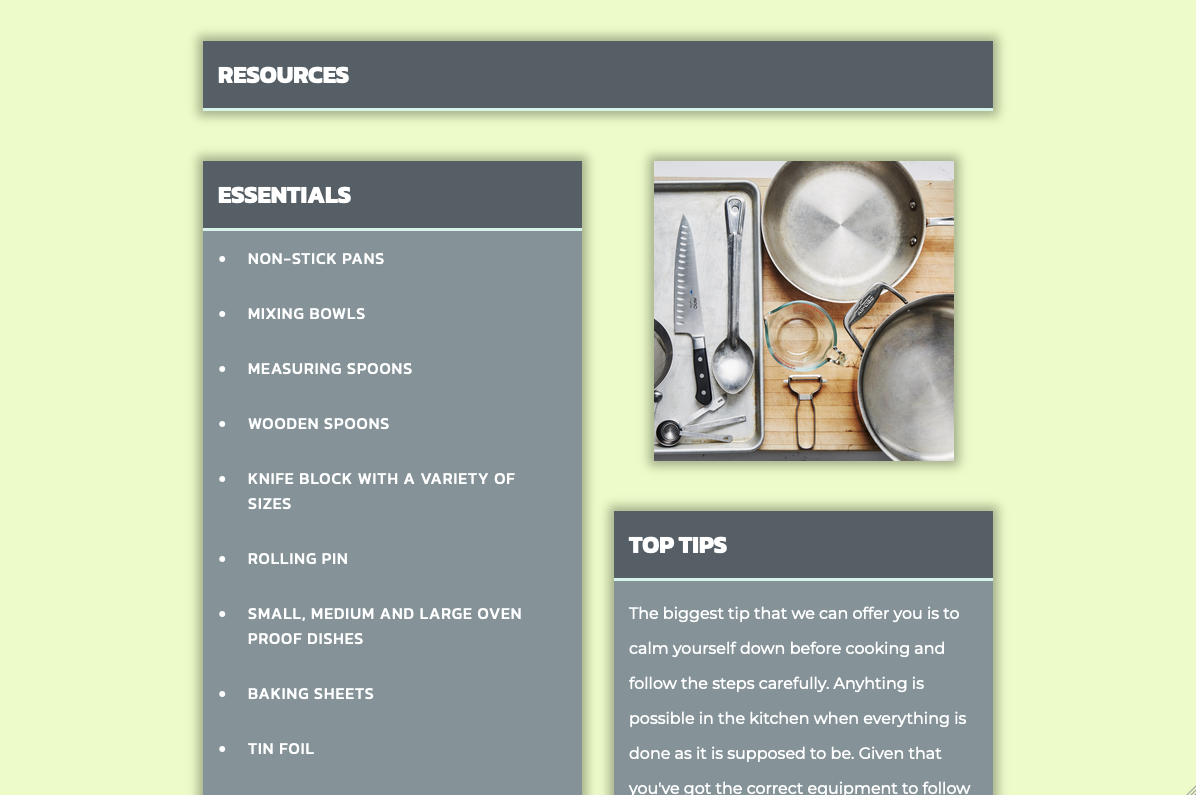 RESOURCES
ESSENTIALS
NON-STICK PANS
MIXING BOWLS
MEASURING SPOONS
WOODEN SPOONS
KNIFE BLOCK WITH A VARIETY OF
SIZES
ROLLING PIN
SMALL, MEDIUM AND LARGE OVEN
PROOF DISHES
BAKING SHEETS
TIN FOIL
TOP TIPS
The biggest tip that we can offer you is to
calm yourself down before cooking and
follow the steps carefully. Anyhting is
possible in the kitchen when everything is
done as it is supposed to be. Given that
you've got the correct equipment to follow